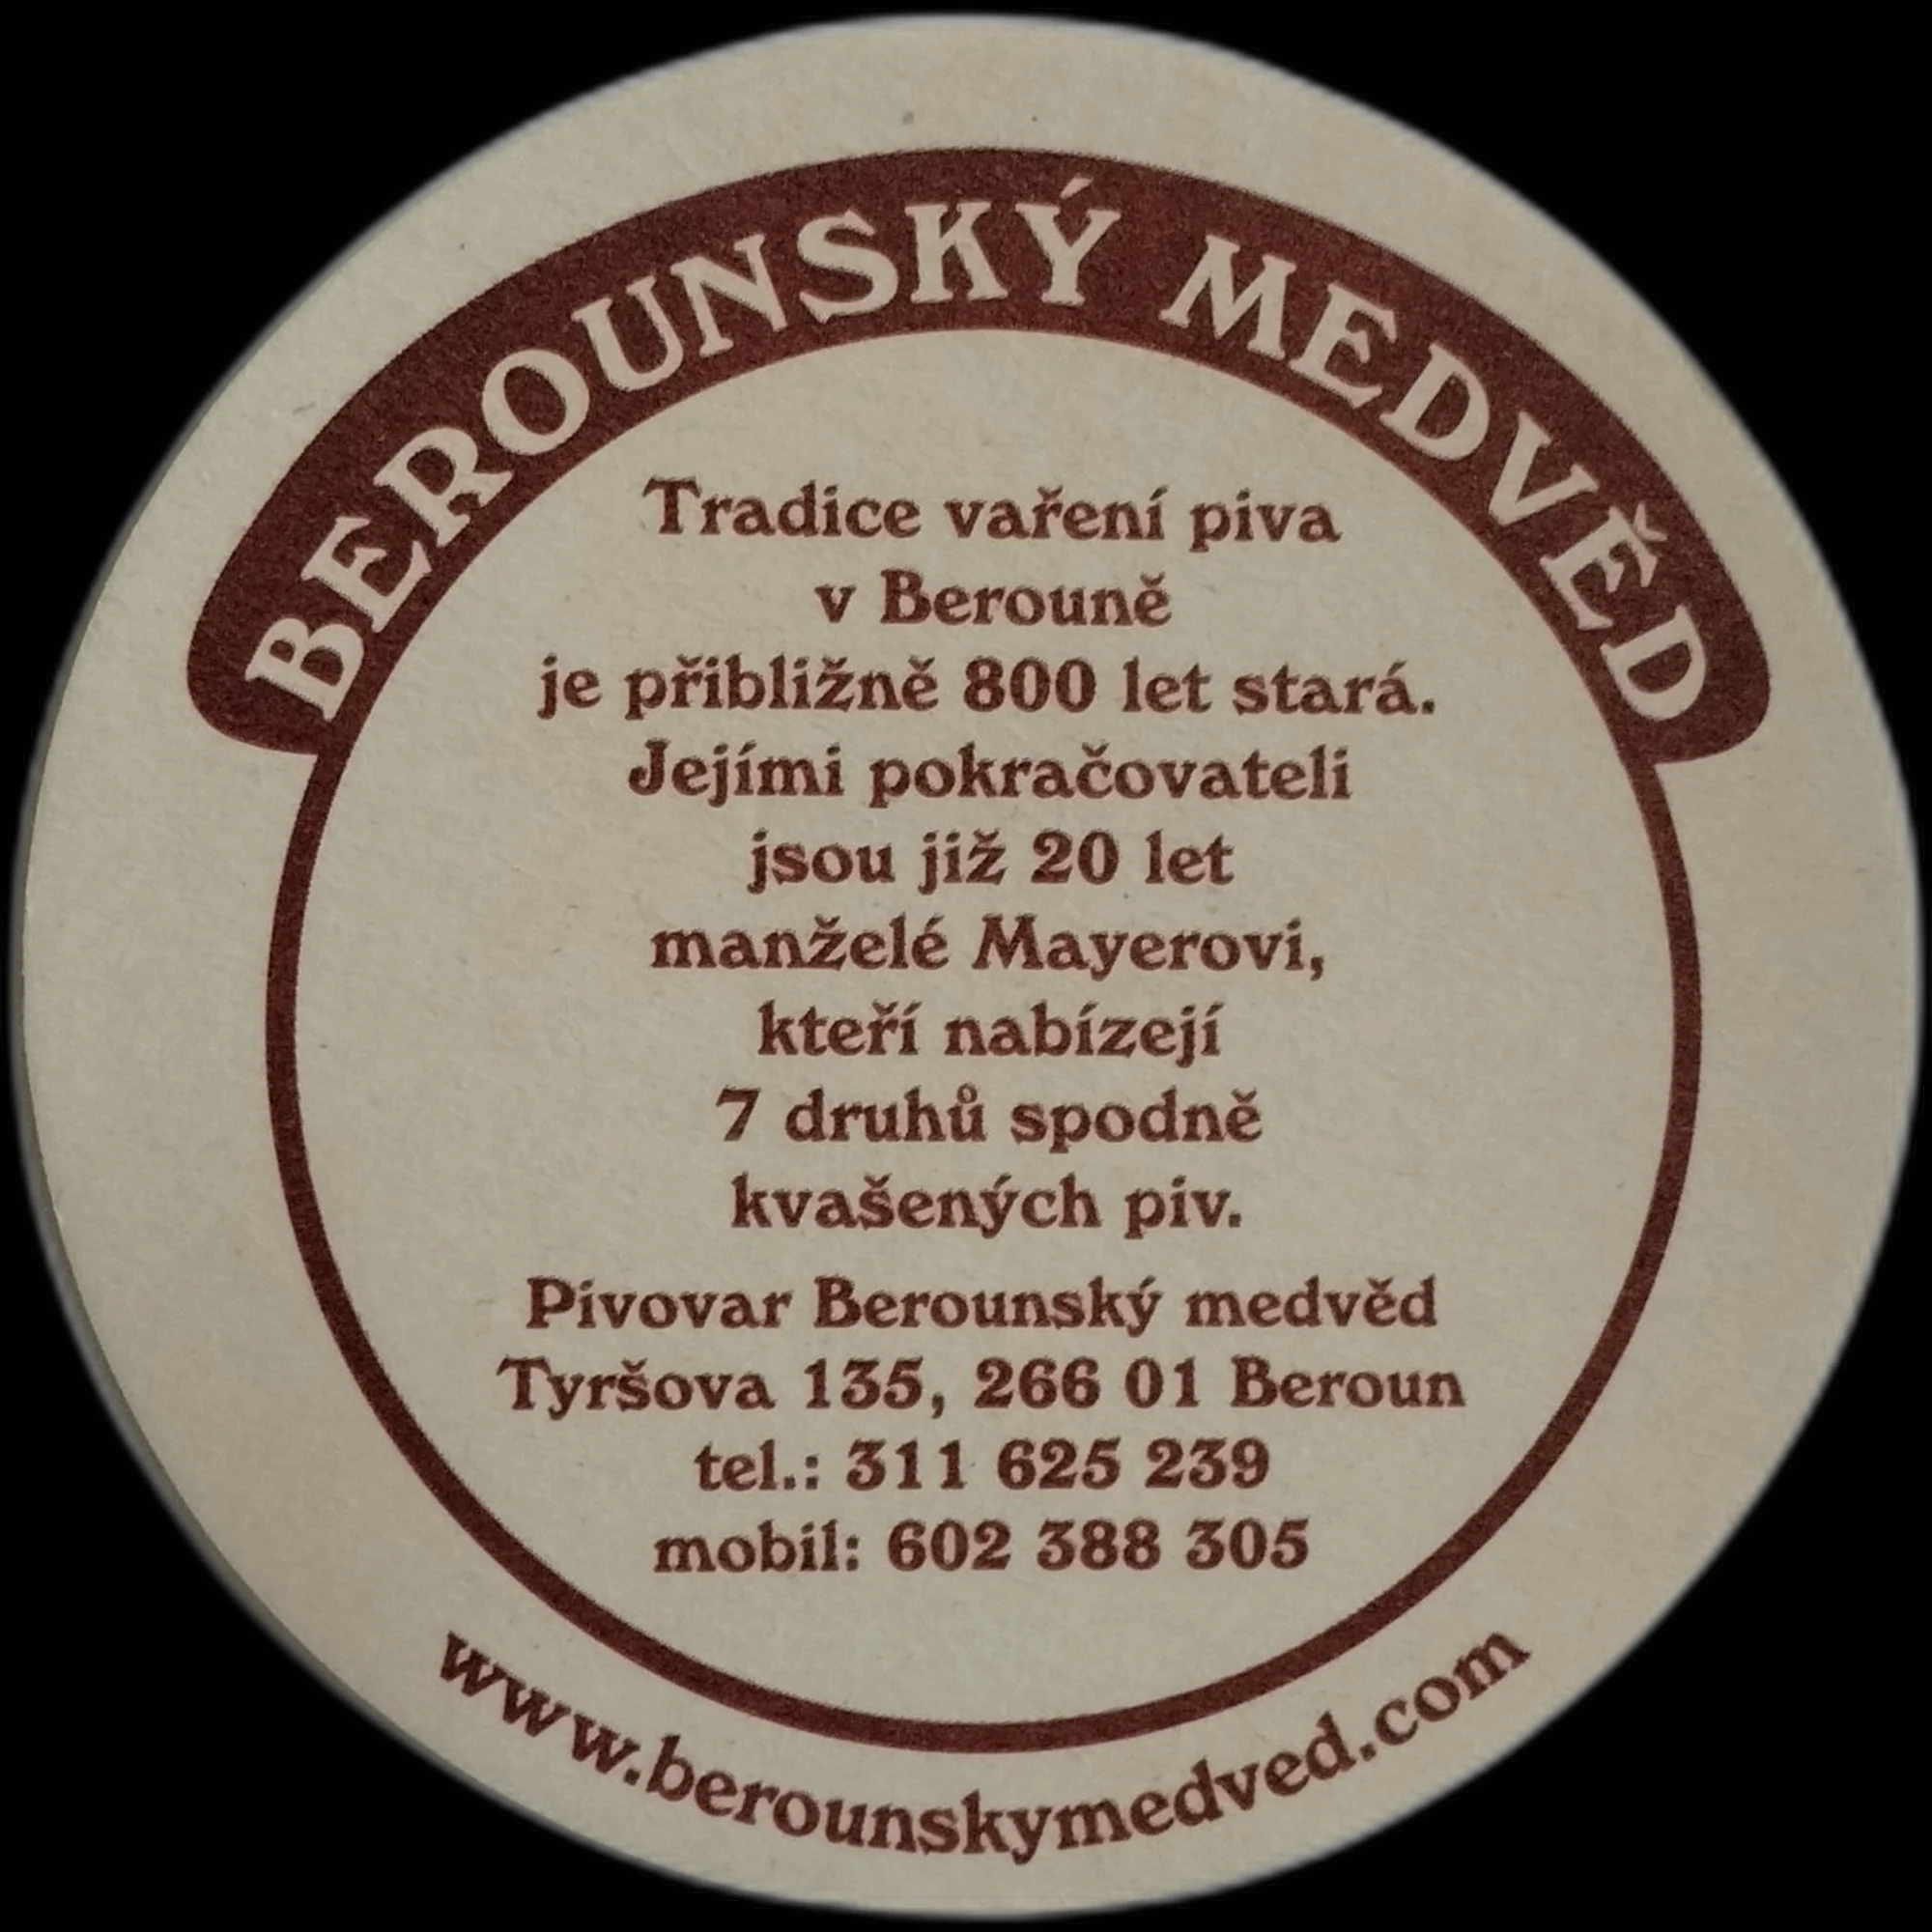 BEROUNSKÝ MEDVĚD
Tradice vaření piva
v Berouně
je přibližně 800 let stará.
Jejími pokračovateli
jsou již 20 let
manželé Mayerovi,
kteří nabízejí
7 druhů spodně
kvašených piv.
Pivovar Berounský medvěd
Tyršova 135, 266 01 Beroun
tel.: 311 625 239
mobil: 602 388 305
www.berounskymedved.com